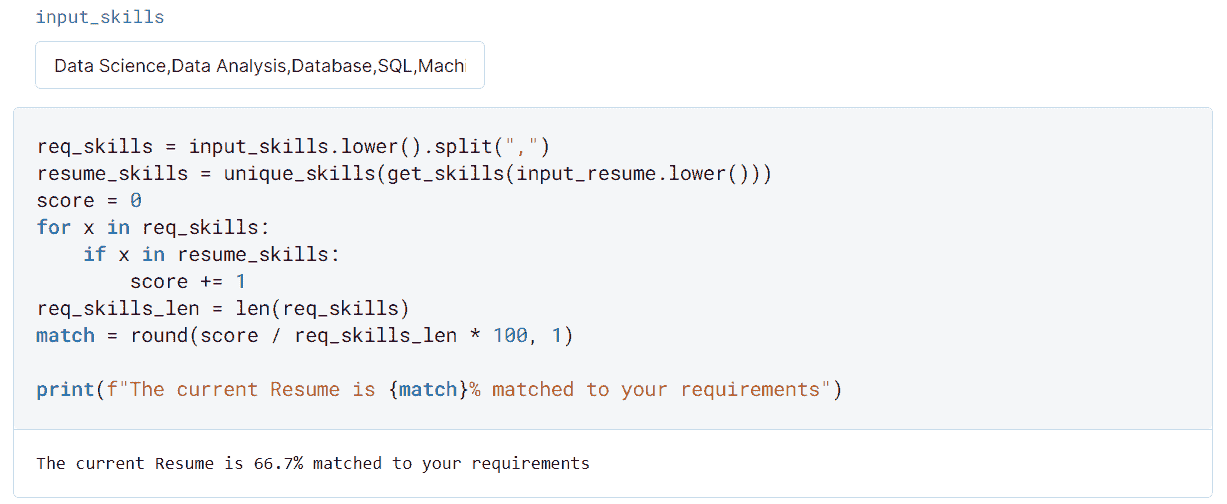 input_skills
Data Science,Data Analysis,Database,SQL,Machi
req_skills = input_skills.lower().split(",")
resume_skills = unique_skills(get_skills(input_resume.lower()))
score = 0
for x in req_skills:
    if x in resume_skills:
        score += 1
req_skills_len = len(req_skills)
match = round(score / req_skills_len * 100, 1)
print(f"The current Resume is {match}% matched to your requirements")
The current Resume is 66.7% matched to your requirements